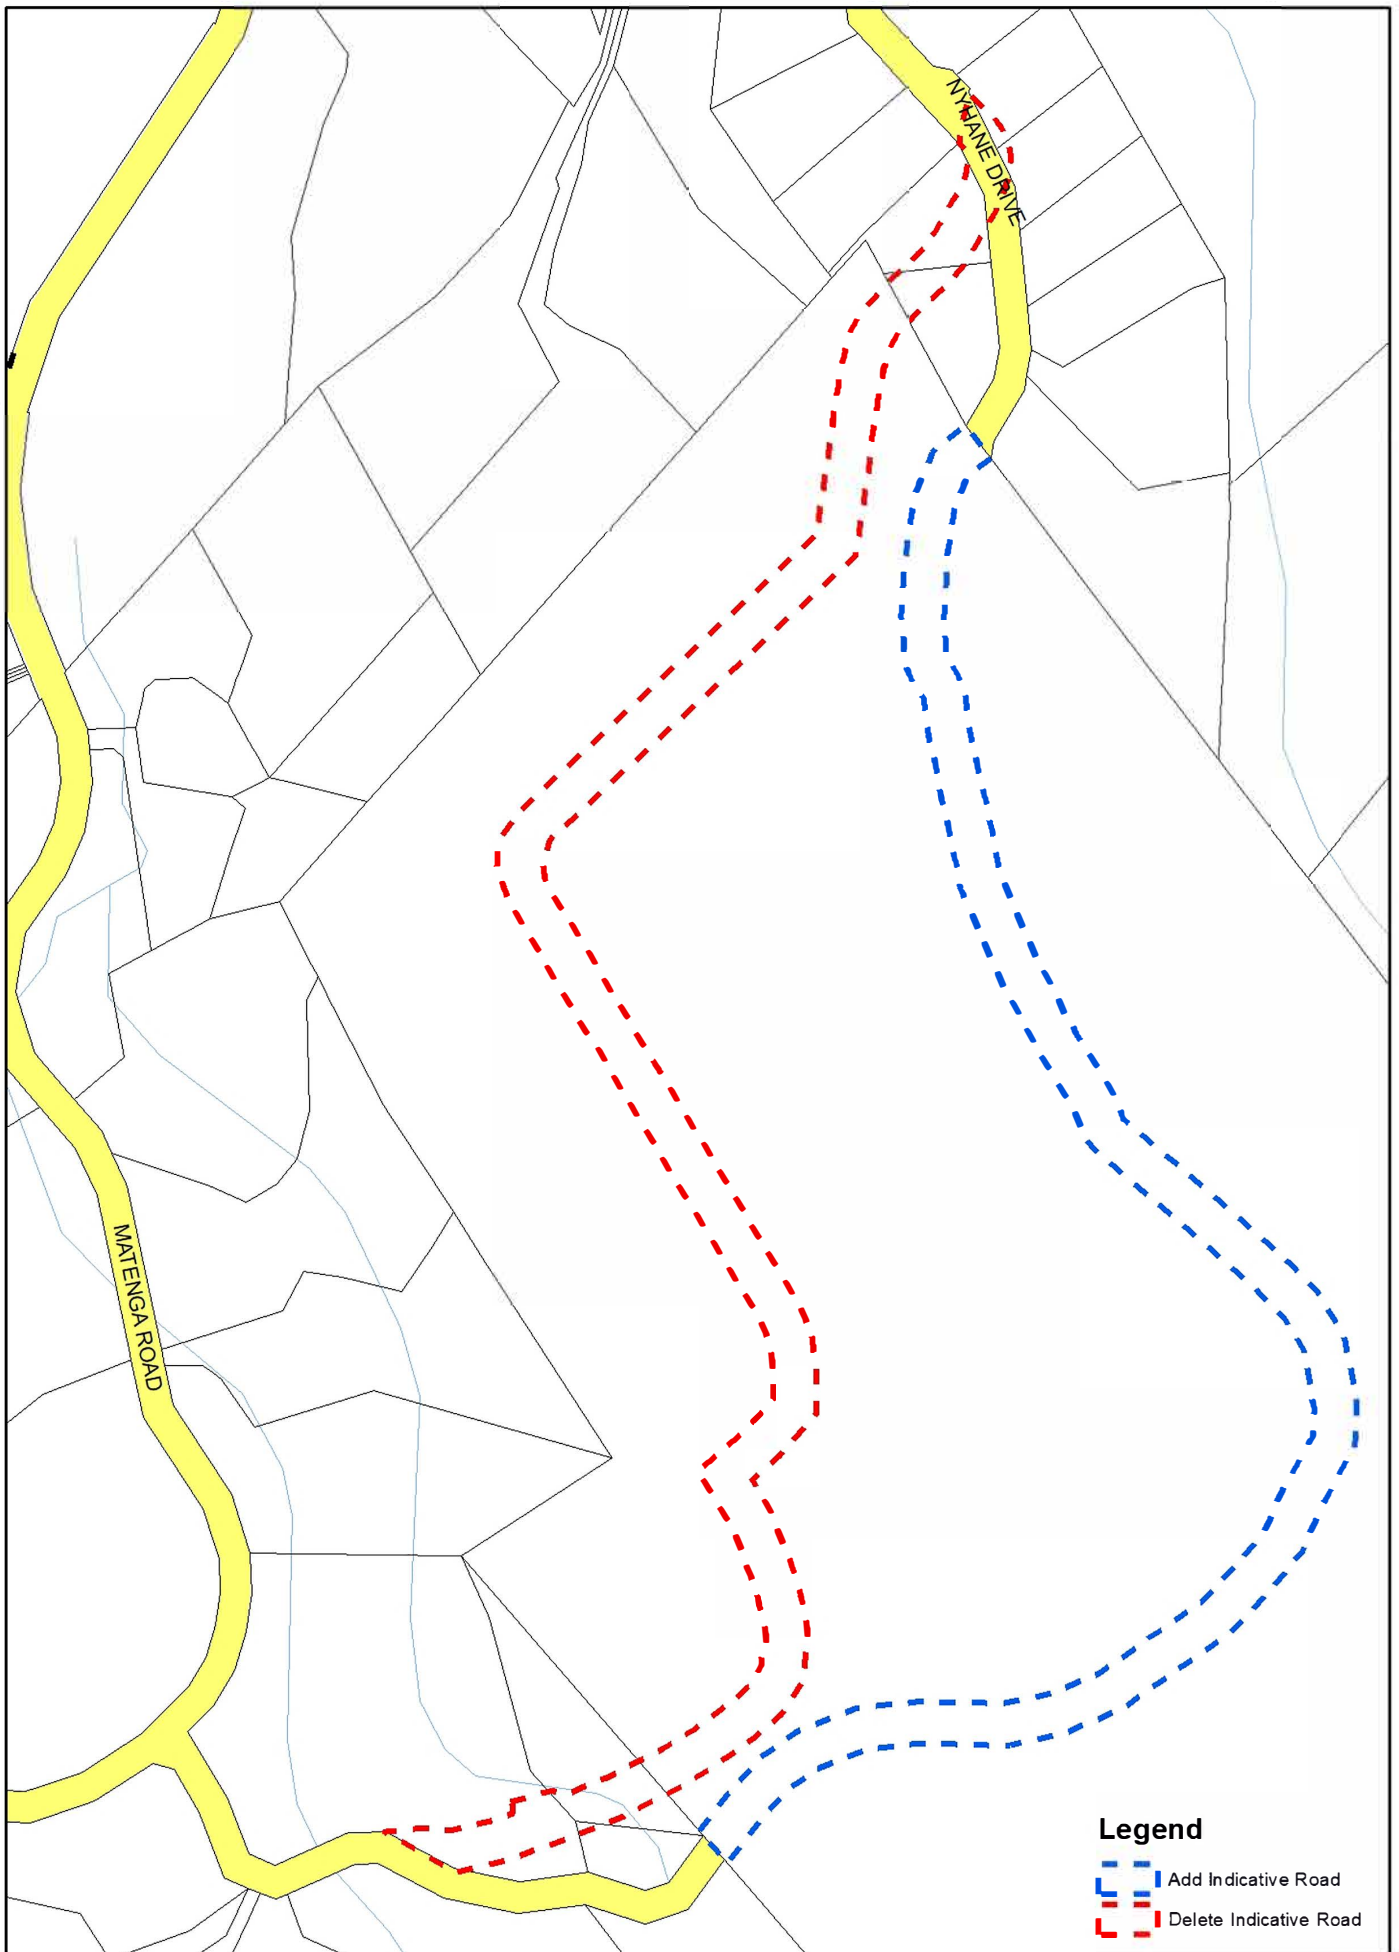 NYHANE DRIVE
MATENGA ROAD
Legend
Add Indicative Road
Delete Indicative Road